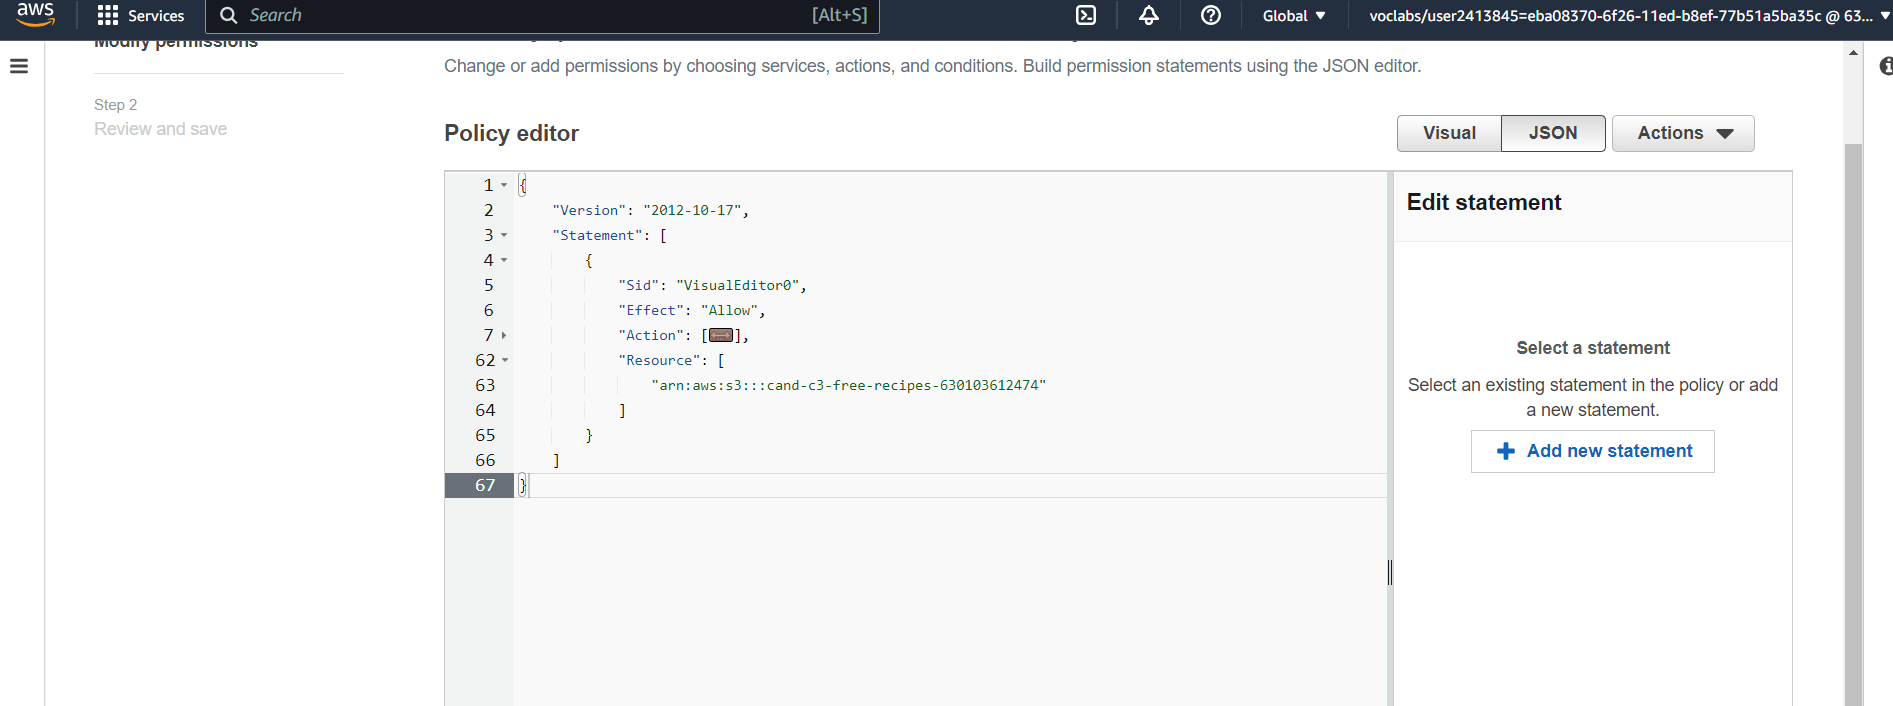 aws
Services
Search
[Alt+S]
Global
voclabs/user2413845=eba08370-6f26-11ed-b8ef-77b51a5ba35c @ 63...
Modify permissions
Step 2
Review and save
Change or add permissions by choosing services, actions, and conditions. Build permission statements using the JSON editor.
Policy editor
Visual
JSON
Actions
1 {
2 "Version": "2012-10-17",
3 "Statement": [
4 {
5 "Sid": "VisualEditor0",
6 "Effect": "Allow",
7 "Action": [ ],
62 "Resource": [
63 "arn:aws:s3:::cand-c3-free-recipes-630103612474"
64 ]
65 }
66 ]
67 }
Edit statement
Select a statement
Select an existing statement in the policy or add
a new statement.
+ Add new statement